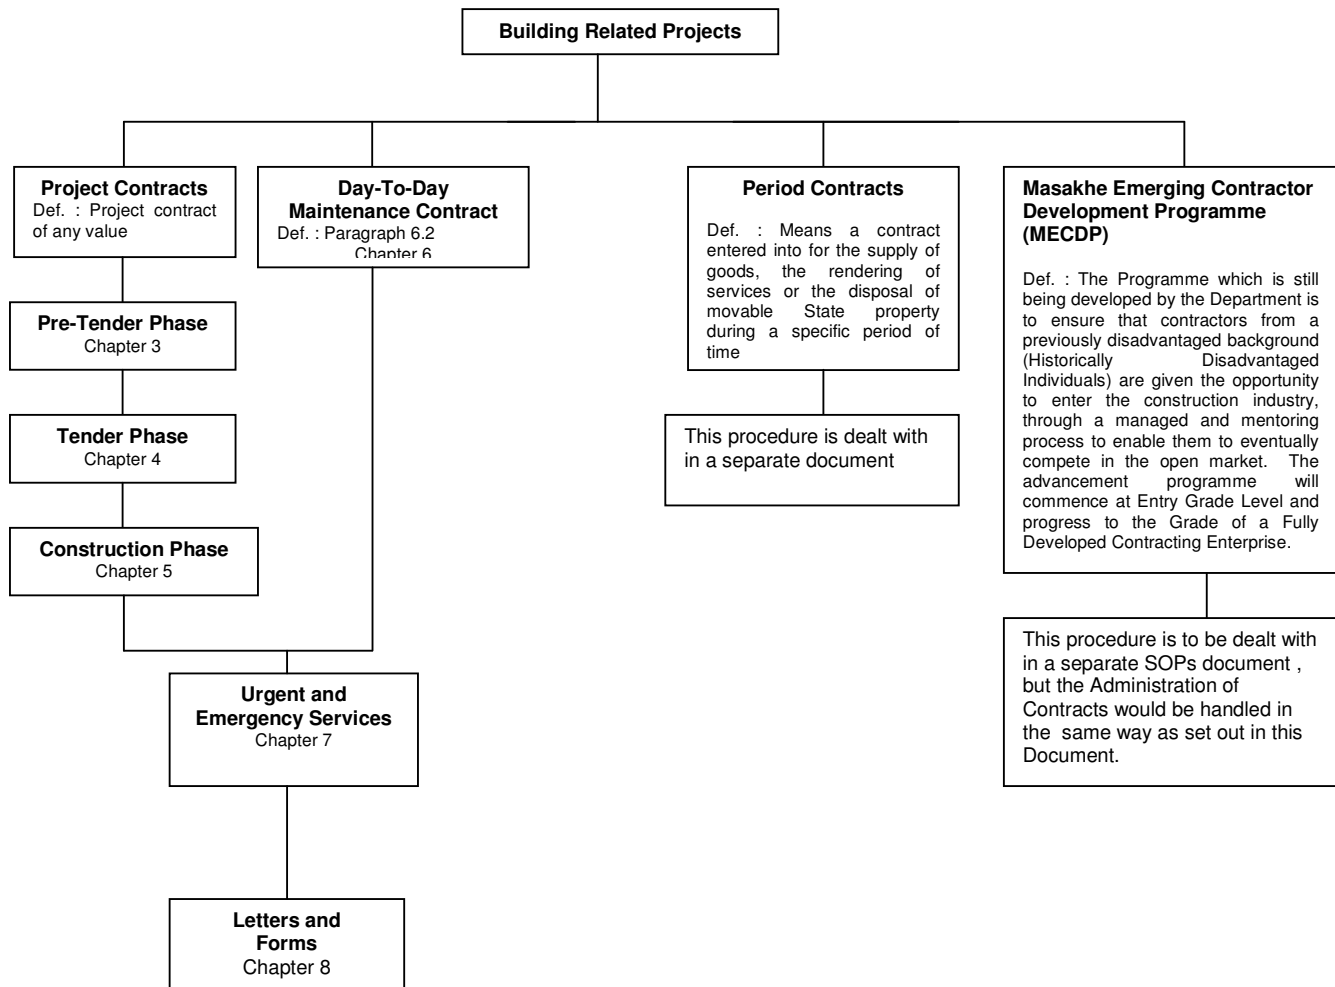 Building Related Projects
Project Contracts
Def. : Project contract
of any value
Pre-Tender Phase
Chapter 3
Tender Phase
Chapter 4
Construction Phase
Chapter 5
Day-To-Day
Maintenance Contract
Def. : Paragraph 6.2
Chapter 6
Urgent and
Emergency Services
Chapter 7
Letters and
Forms
Chapter 8
Period Contracts
Def. : Means a contract
entered into for the supply of
goods, the rendering of
services or the disposal of
movable State property
during a specific period of
time
This procedure is dealt with
in a separate document
Masakhe Emerging Contractor
Development Programme
(MECDP)
Def. : The Programme which is still
being developed by the Department is
to ensure that contractors from a
previously disadvantaged background
(Historically Disadvantaged
Individuals) are given the opportunity
to enter the construction industry,
through a managed and mentoring
process to enable them to eventually
compete in the open market. The
advancement programme will
commence at Entry Grade Level and
progress to the Grade of a Fully
Developed Contracting Enterprise.
This procedure is to be dealt with
in a separate SOPs document ,
but the Administration of
Contracts would be handled in
the same way as set out in this
Document.